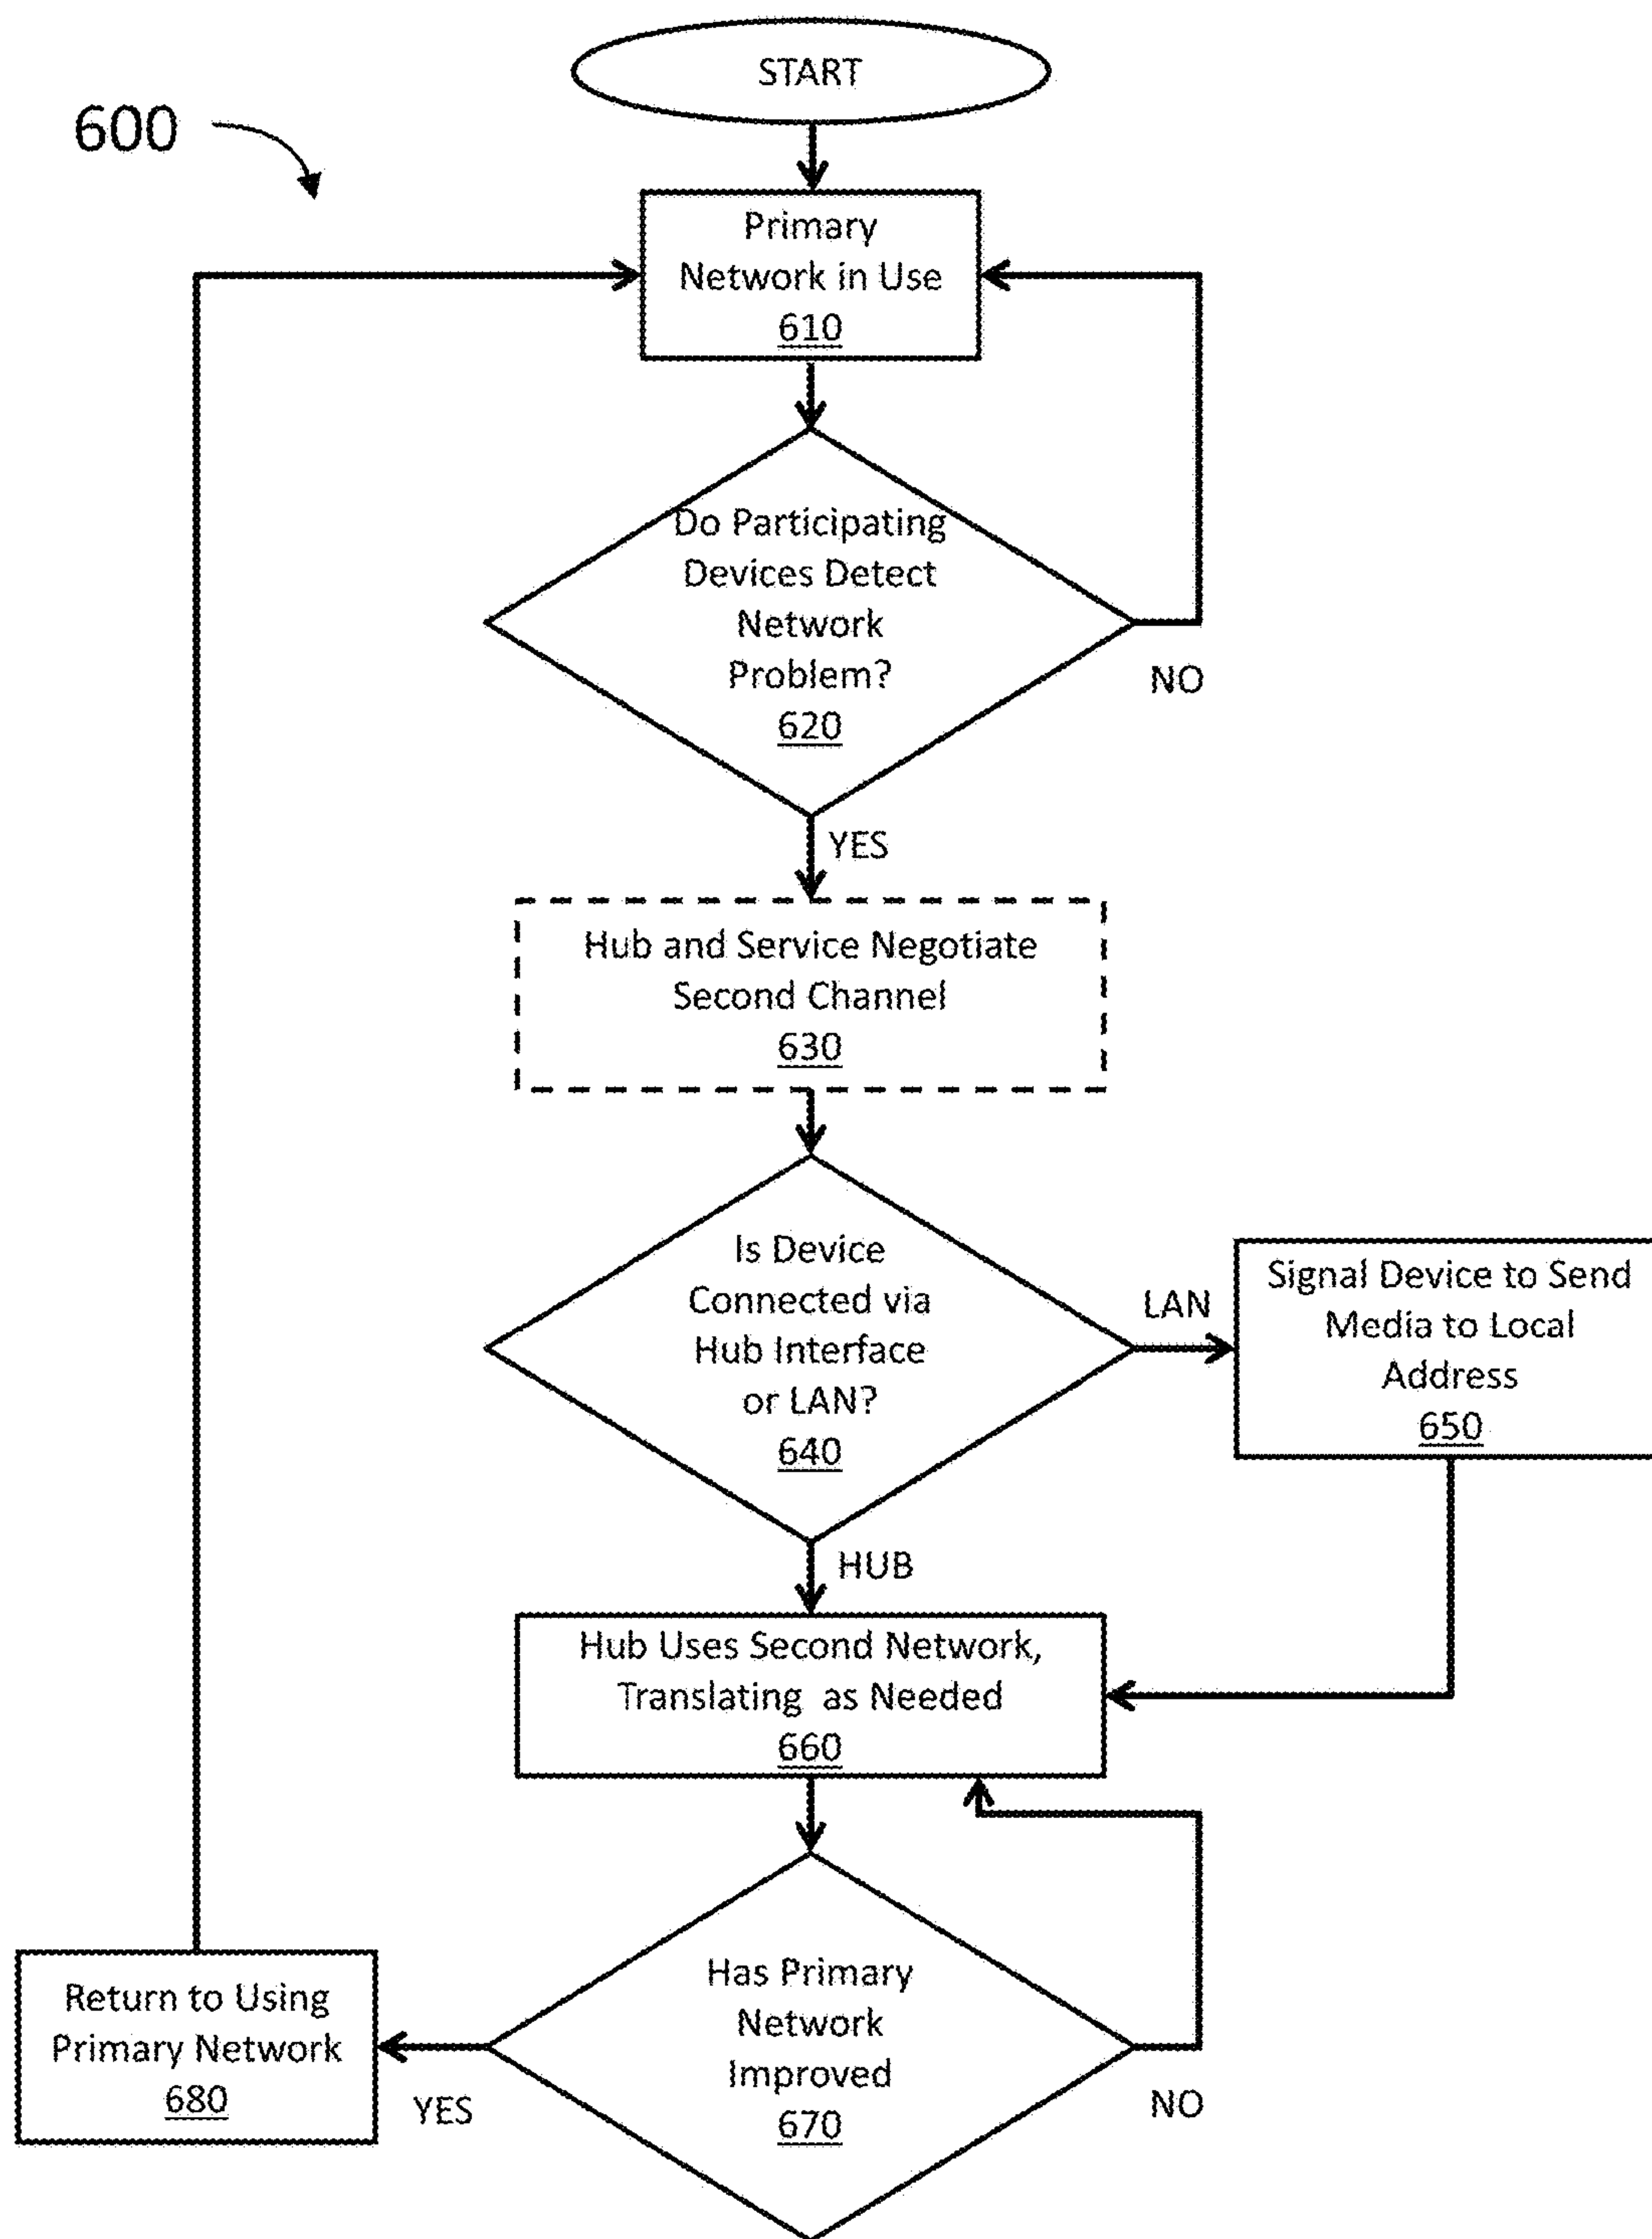 START
600
Primary
Network in Use
610
Do Participating
Devices Detect
Network
Problem?
620
NO
YES
Hub and Service Negotiate
Second Channel
630
Is Device
Connected via
Hub Interface
or LAN?
640
LAN
Signal Device to Send
Media to Local
Address
650
HUB
Hub Uses Second Network,
Translating as Needed
660
Has Primary
Network
Improved
670
NO
YES
Return to Using
Primary Network
680